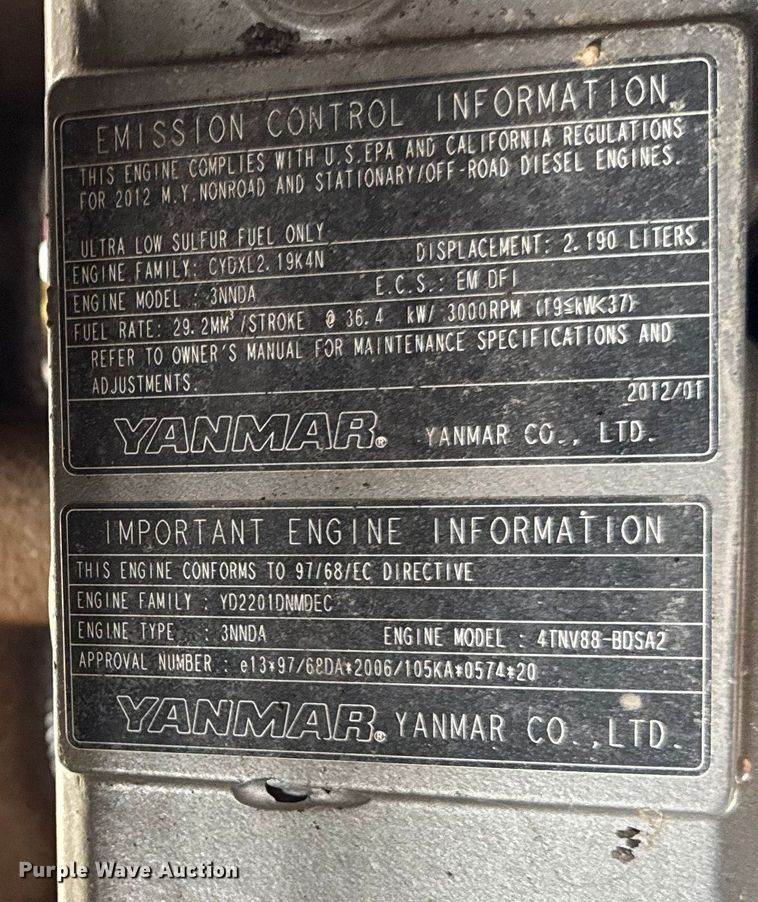 EMISSION CONTROL INFORMATION
THIS ENGINE COMPLIES WITH U.S.EPA AND CALIFORNIA REGULATIONS
FOR 2012 M.Y.NONROAD AND STATIONARY/OFF-ROAD DIESEL ENGINES.
ULTRA LOW SULFUR FUEL ONLY
ENGINE FAMILY: CYDXL2.19K4N DISPLACEMENT: 2.190 LITERS
ENGINE MODEL : 3NNDA E.C.S.: EM DFI
FUEL RATE: 29.2MM³/STROKE @ 36.4 kW/ 3000RPM (19≤kW<37)
REFER TO OWNER'S MANUAL FOR MAINTENANCE SPECIFICATIONS AND
ADJUSTMENTS.
2012/01
YANMAR® YANMAR CO., LTD.
IMPORTANT ENGINE INFORMATION
THIS ENGINE CONFORMS TO 97/68/EC DIRECTIVE
ENGINE FAMILY : YD2201DNMDEC
ENGINE TYPE : 3NNDA ENGINE MODEL : 4TNV88-BDSA2
APPROVAL NUMBER : e13*97/68DA*2006/105KA*0574*20
YANMAR® YANMAR CO.,LTD.
Purple Wave Auction